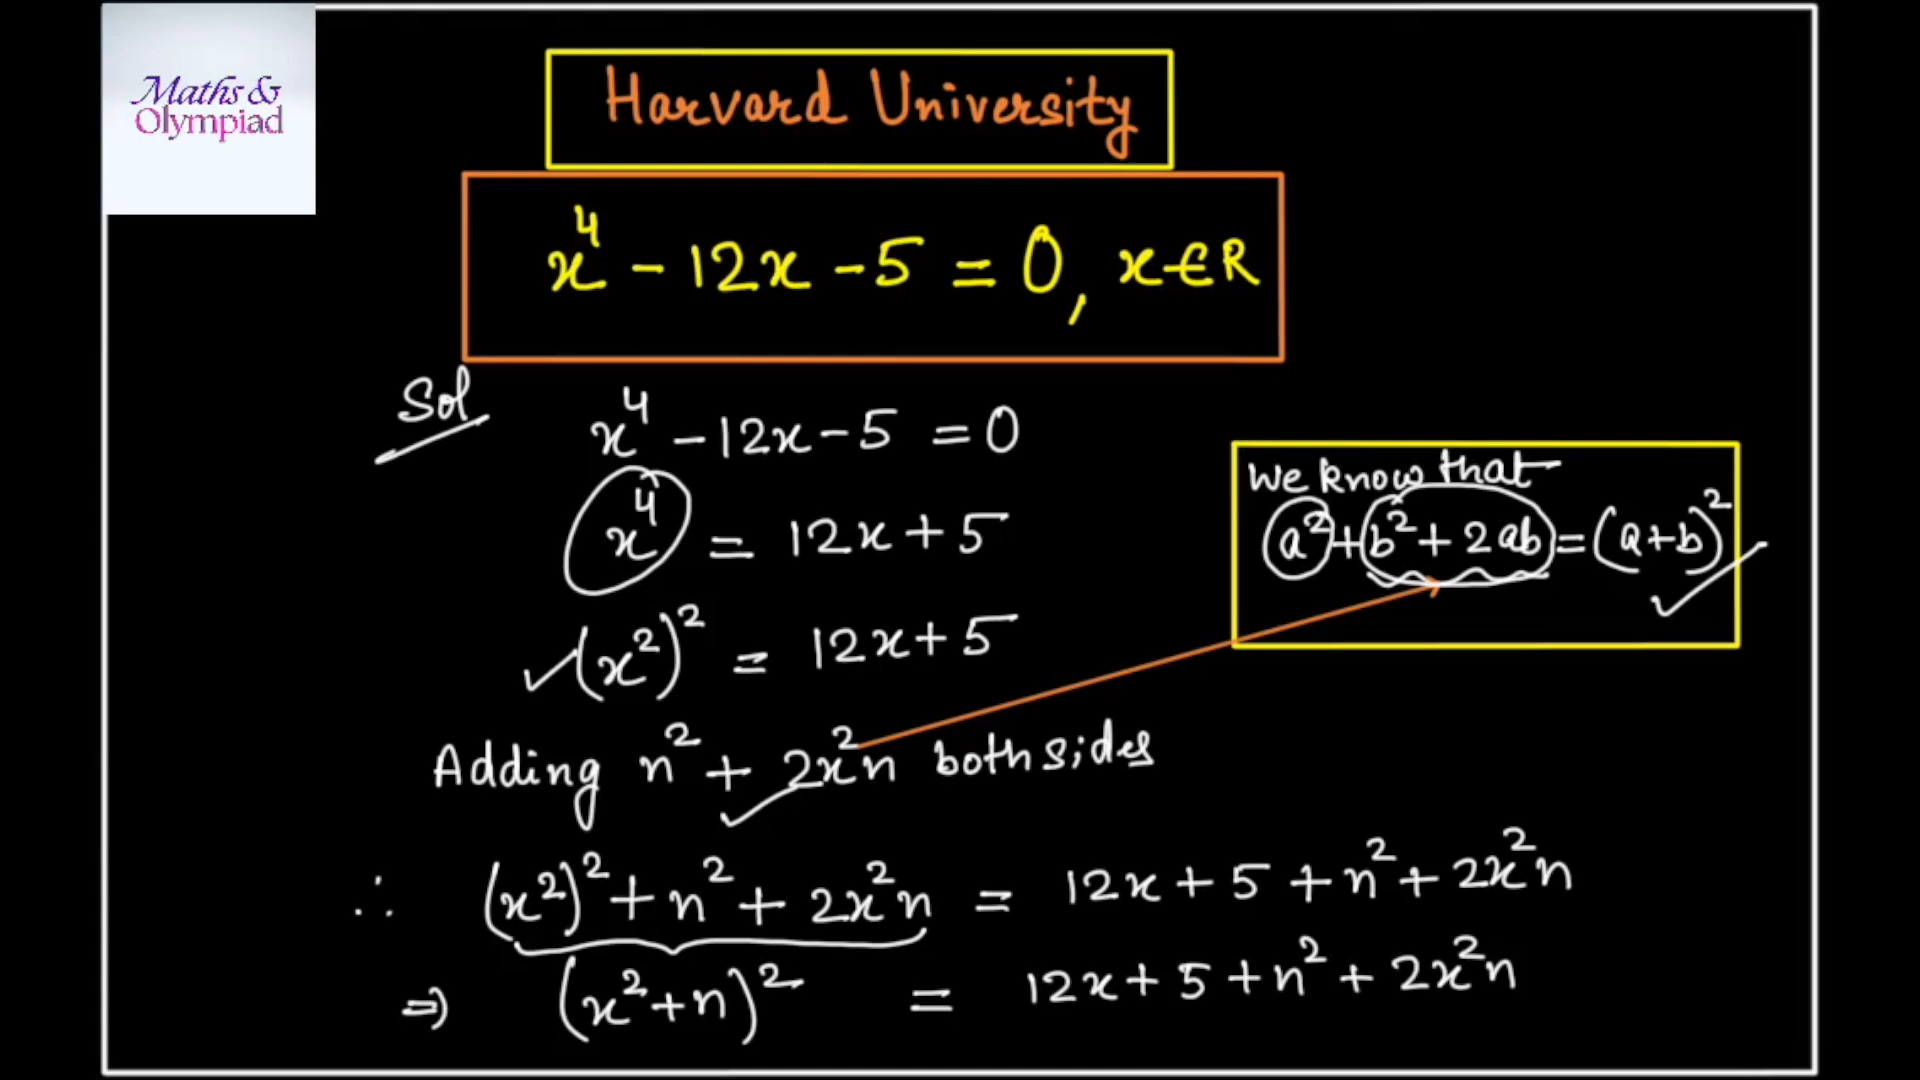 Maths &
Olympiad
Harvard University
x⁴ - 12x - 5 = 0, x∈R
Sol
x⁴ - 12x - 5 = 0
x⁴ = 12x + 5
We know that
a² + b² + 2ab = (a+b)²
(x²)² = 12x + 5
Adding n² + 2x²n both sides
∴ (x²)² + n² + 2x²n = 12x + 5 + n² + 2x²n
⇒ (x² + n)² = 12x + 5 + n² + 2x²n